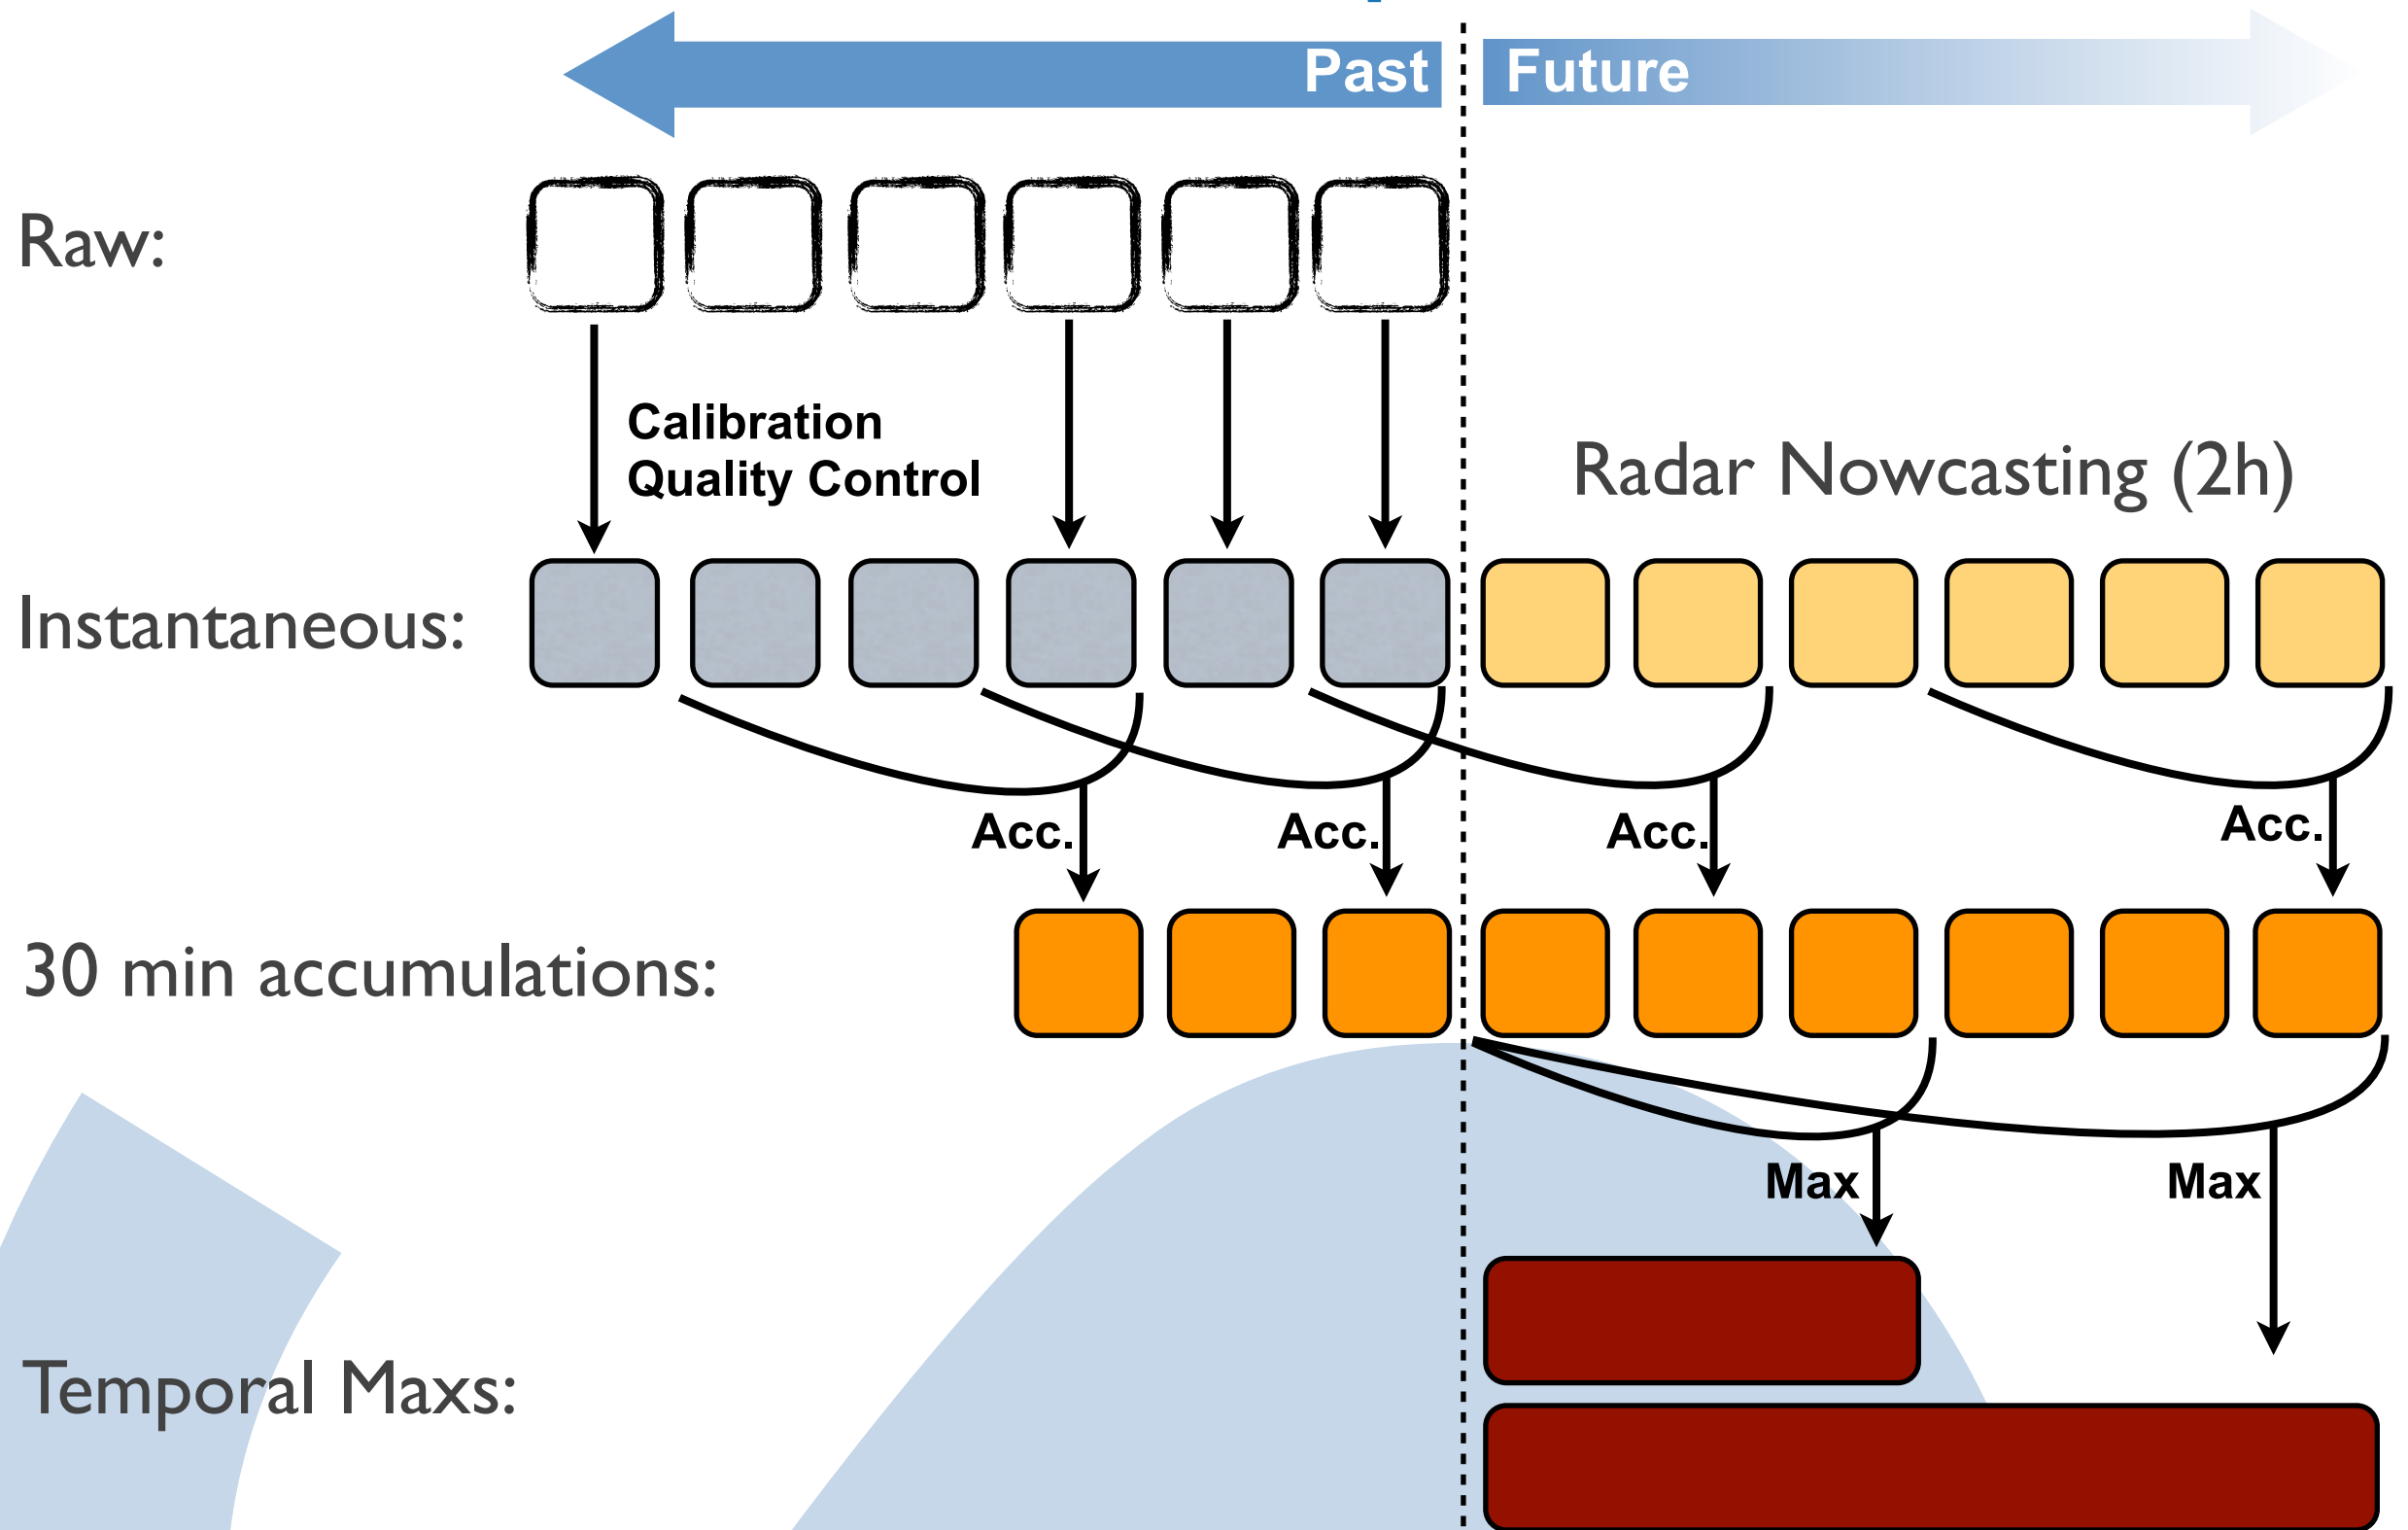 Past
Future
Raw:
Calibration
Quality Control
Radar Nowcasting (2h)
Instantaneous:
Acc.
Acc.
Acc.
Acc.
30 min accumulations:
Max
Max
Temporal Maxs: